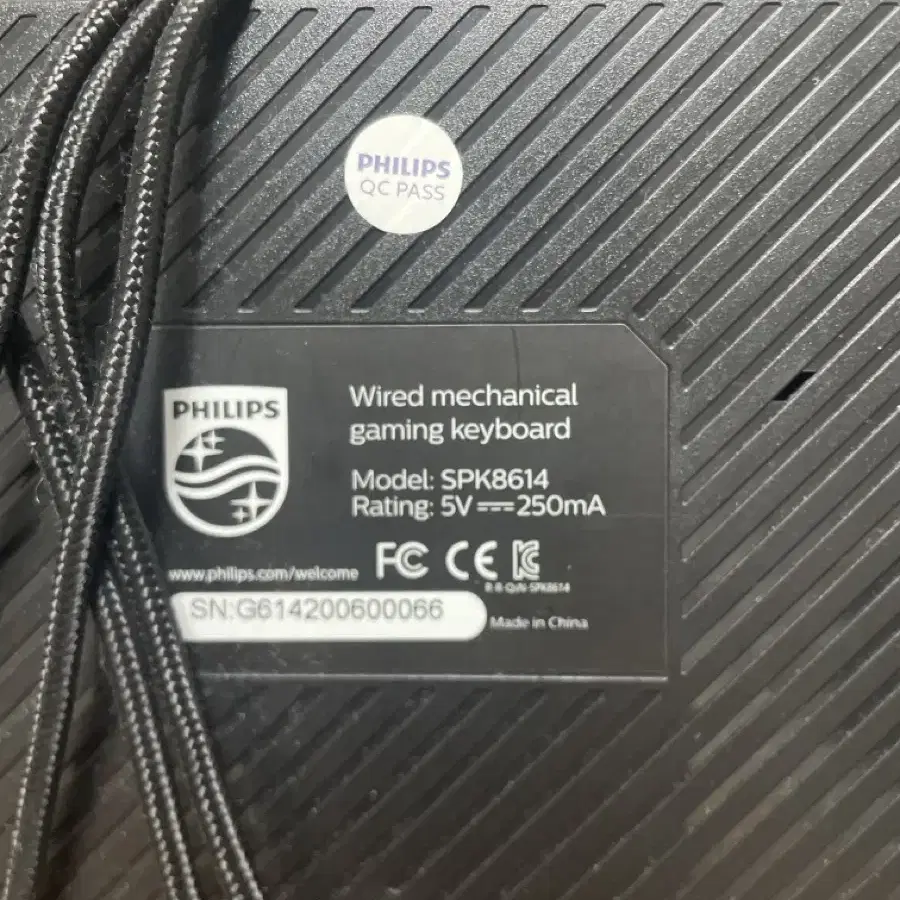 PHILIPS
QC PASS
PHILIPS
Wired mechanical
gaming keyboard
Model: SPK8614
Rating: 5V⎓250mA
www.philips.com/welcome
FC CE
SN:G614200600066
Made in China